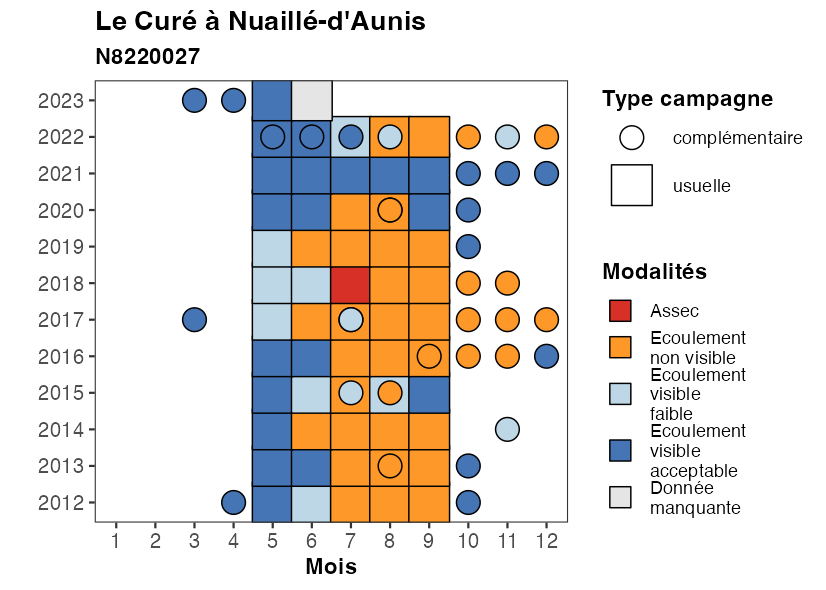 Le Curé à Nuaillé-d'Aunis
N8220027
2023
2022
2021
2020
2019
2018
2017
2016
2015
2014
2013
2012
1 2 3 4 5 6 7 8 9 10 11 12
Mois
Type campagne
complémentaire
usuelle
Modalités
Assec
Ecoulement
non visible
Ecoulement
visible
faible
Ecoulement
visible
acceptable
Donnée
manquante